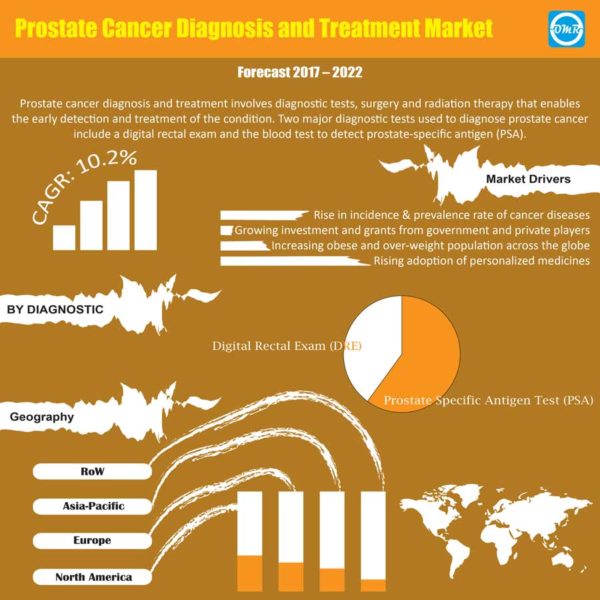 Prostate Cancer Diagnosis and Treatment Market
OMR
Forecast 2017 – 2022
Prostate cancer diagnosis and treatment involves diagnostic tests, surgery and radiation therapy that enables
the early detection and treatment of the condition. Two major diagnostic tests used to diagnose prostate cancer
include a digital rectal exam and the blood test to detect prostate-specific antigen (PSA).
CAGR: 10.2%
Market Drivers
Rise in incidence & prevalence rate of cancer diseases
Growing investment and grants from government and private players
Increasing obese and over-weight population across the globe
Rising adoption of personalized medicines
BY DIAGNOSTIC
Digital Rectal Exam (DRE)
Prostate Specific Antigen Test (PSA)
Geography
RoW
Asia-Pacific
Europe
North America